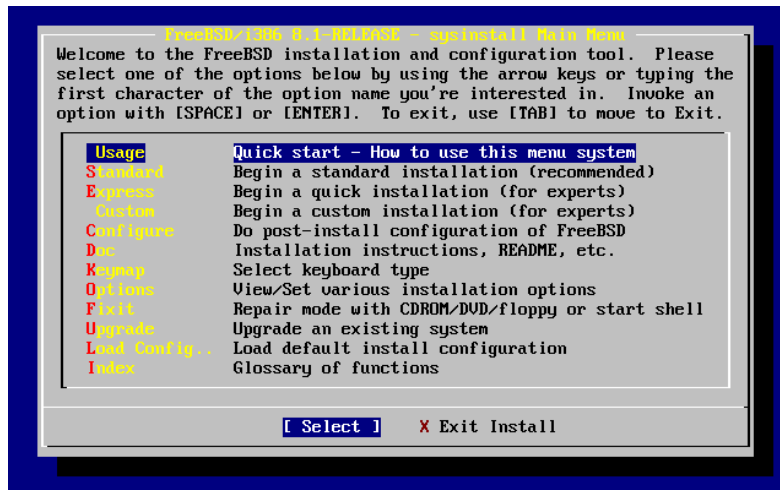 FreeBSD/i386 8.1-RELEASE - sysinstall Main Menu
Welcome to the FreeBSD installation and configuration tool.  Please
select one of the options below by using the arrow keys or typing the
first character of the option name you're interested in.  Invoke an
option with [SPACE] or [ENTER].  To exit, use [TAB] to move to Exit.
Usage Quick start - How to use this menu system
Standard Begin a standard installation (recommended)
Express Begin a quick installation (for experts)
Custom Begin a custom installation (for experts)
Configure Do post-install configuration of FreeBSD
Doc Installation instructions, README, etc.
Keymap Select keyboard type
Options View/Set various installation options
Fixit Repair mode with CDROM/DVD/floppy or start shell
Upgrade Upgrade an existing system
Load Config.. Load default install configuration
Index Glossary of functions
[ Select ] X Exit Install